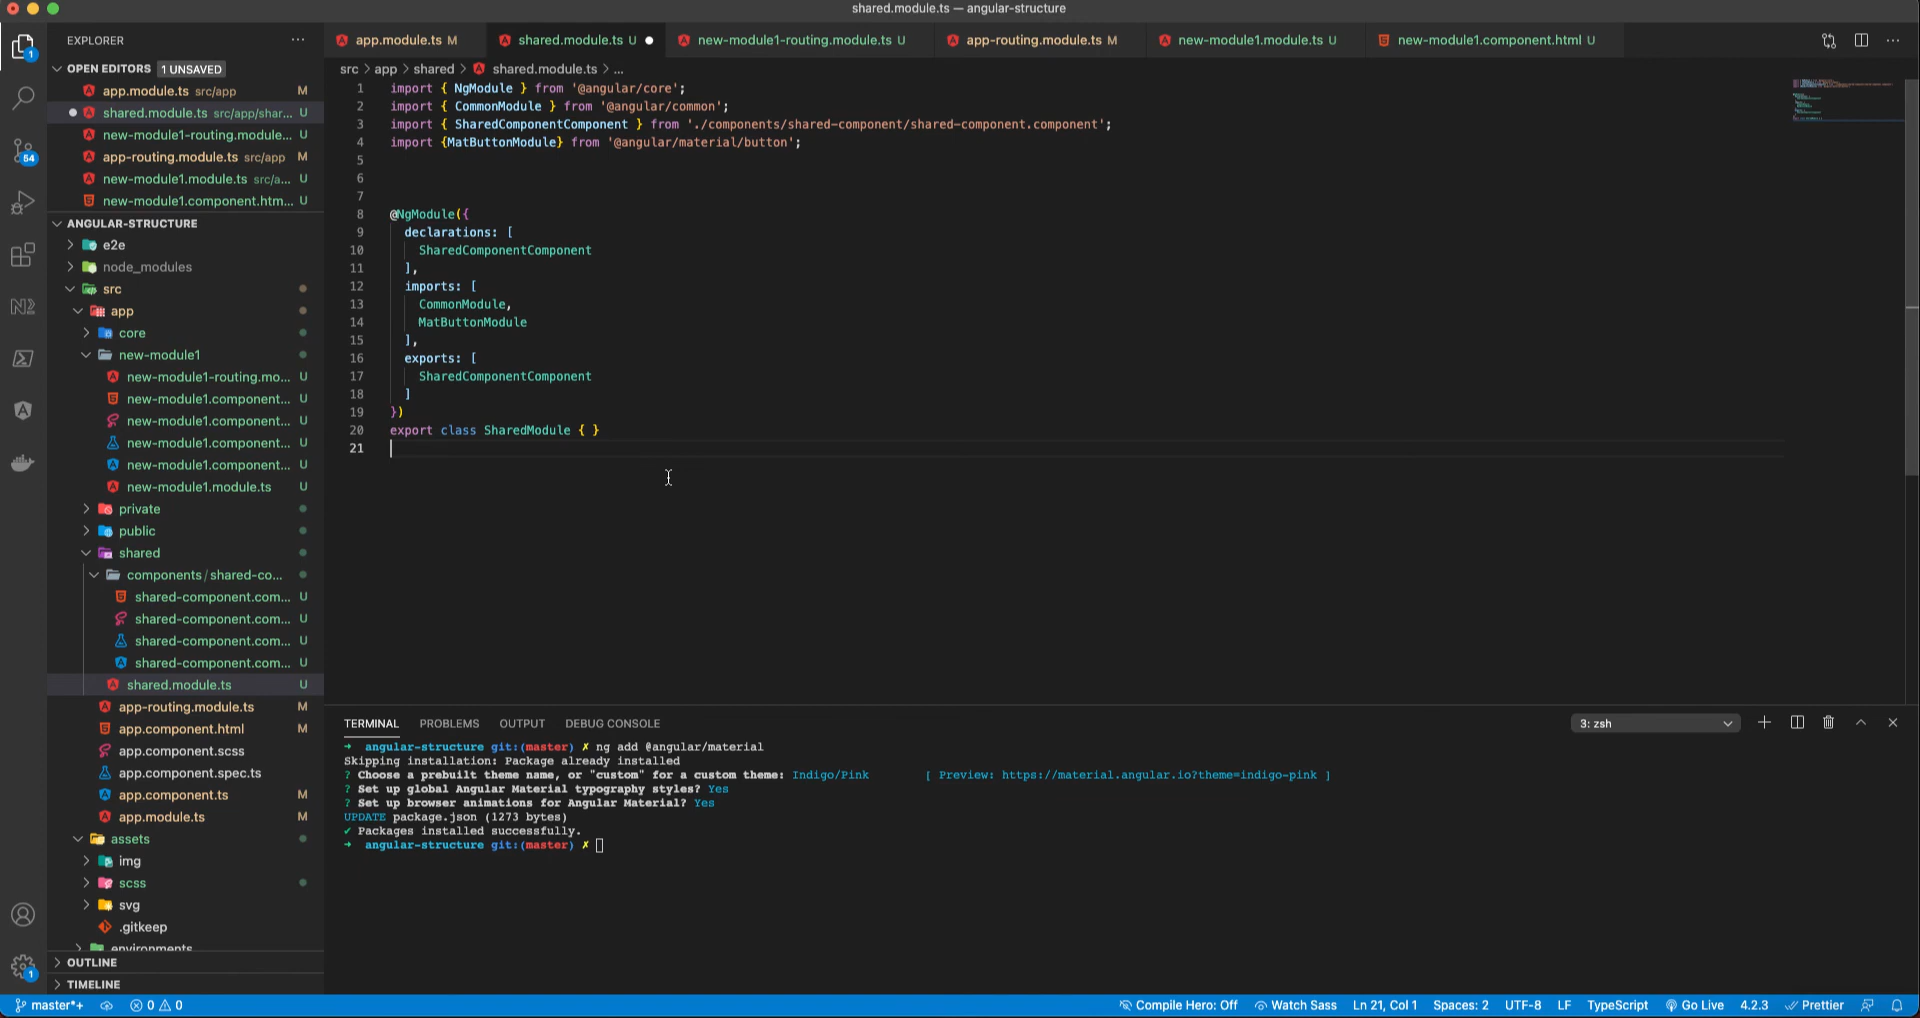 shared.module.ts — angular-structure
EXPLORER
OPEN EDITORS 1 UNSAVED
app.module.ts src/app M
shared.module.ts src/app/shar... U
new-module1-routing.module... U
app-routing.module.ts src/app M
new-module1.module.ts src/a... U
new-module1.component.htm... U
ANGULAR-STRUCTURE
e2e
node_modules
src
app
core
new-module1
new-module1-routing.mo... U
new-module1.component... U
new-module1.component... U
new-module1.component... U
new-module1.component... U
new-module1.module.ts U
private
public
shared
components/shared-co...
shared-component.com... U
shared-component.com... U
shared-component.com... U
shared-component.com... U
shared.module.ts U
app-routing.module.ts M
app.component.html M
app.component.scss
app.component.spec.ts
app.component.ts M
app.module.ts M
assets
img
scss
svg
.gitkeep
environments
OUTLINE
TIMELINE
1
54
1
app.module.ts M
shared.module.ts U
new-module1-routing.module.ts U
app-routing.module.ts M
new-module1.module.ts U
new-module1.component.html U
src > app > shared > shared.module.ts > ...
1 import { NgModule } from '@angular/core';
2 import { CommonModule } from '@angular/common';
3 import { SharedComponentComponent } from './components/shared-component/shared-component.component';
4 import {MatButtonModule} from '@angular/material/button';
5
6
7
8 @NgModule({
9 declarations: [
10 SharedComponentComponent
11 ],
12 imports: [
13 CommonModule,
14 MatButtonModule
15 ],
16 exports: [
17 SharedComponentComponent
18 ]
19 })
20 export class SharedModule { }
21
TERMINAL PROBLEMS OUTPUT DEBUG CONSOLE
3: zsh
➜ angular-structure git:(master) ✗ ng add @angular/material
Skipping installation: Package already installed
? Choose a prebuilt theme name, or "custom" for a custom theme: Indigo/Pink [ Preview: https://material.angular.io?theme=indigo-pink ]
? Set up global Angular Material typography styles? Yes
? Set up browser animations for Angular Material? Yes
UPDATE package.json (1273 bytes)
✔ Packages installed successfully.
➜ angular-structure git:(master) ✗
master*+ 0 0 Compile Hero: Off Watch Sass Ln 21, Col 1 Spaces: 2 UTF-8 LF TypeScript Go Live 4.2.3 Prettier